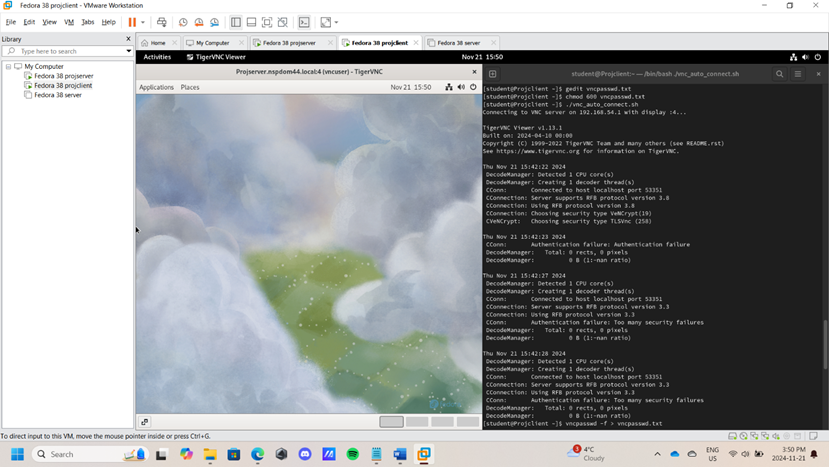 Fedora 38 projclient - VMware Workstation
File Edit View VM Tabs Help
Library
Type here to search
My Computer
Fedora 38 projserver
Fedora 38 projclient
Fedora 38 server
Home
My Computer
Fedora 38 projserver
Fedora 38 projclient
Fedora 38 server
Activities
TigerVNC Viewer
Nov 21 15:50
Projserver.nspdom44.local:4 (vncuser) - TigerVNC
Applications Places
Nov 21 15:50
student@Projclient:~ — /bin/bash ./vnc_auto_connect.sh
[student@Projclient ~]$ gedit vncpasswd.txt
[student@Projclient ~]$ chmod 600 vncpasswd.txt
[student@Projclient ~]$ ./vnc_auto_connect.sh
Connecting to VNC server on 192.168.54.1 with display :4...
TigerVNC Viewer v1.13.1
Built on: 2024-04-10 00:00
Copyright (C) 1999-2022 TigerVNC Team and many others (see README.rst)
See https://www.tigervnc.org for information on TigerVNC.
Thu Nov 21 15:42:22 2024
DecodeManager: Detected 1 CPU core(s)
DecodeManager: Creating 1 decoder thread(s)
CConn: Connected to host localhost port 53351
CConnection: Server supports RFB protocol version 3.8
CConnection: Using RFB protocol version 3.8
CConnection: Choosing security type VeNCrypt(19)
CVeNCrypt: Choosing security type TLSVnc (258)
Thu Nov 21 15:42:23 2024
CConn: Authentication failure: Authentication failure
DecodeManager: Total: 0 rects, 0 pixels
DecodeManager: 0 B (1:-nan ratio)
Thu Nov 21 15:42:27 2024
DecodeManager: Detected 1 CPU core(s)
DecodeManager: Creating 1 decoder thread(s)
CConn: Connected to host localhost port 53351
CConnection: Server supports RFB protocol version 3.3
CConnection: Using RFB protocol version 3.3
CConn: Authentication failure: Too many security failures
DecodeManager: Total: 0 rects, 0 pixels
DecodeManager: 0 B (1:-nan ratio)
Thu Nov 21 15:42:28 2024
DecodeManager: Detected 1 CPU core(s)
DecodeManager: Creating 1 decoder thread(s)
CConn: Connected to host localhost port 53351
CConnection: Server supports RFB protocol version 3.3
CConnection: Using RFB protocol version 3.3
CConn: Authentication failure: Too many security failures
DecodeManager: Total: 0 rects, 0 pixels
DecodeManager: 0 B (1:-nan ratio)
[student@Projclient ~]$ vncpasswd -f > vncpasswd.txt
To direct input to this VM, move the mouse pointer inside or press Ctrl+G.
Search
3
4°C
Cloudy
ENG
US
3:50 PM
2024-11-21